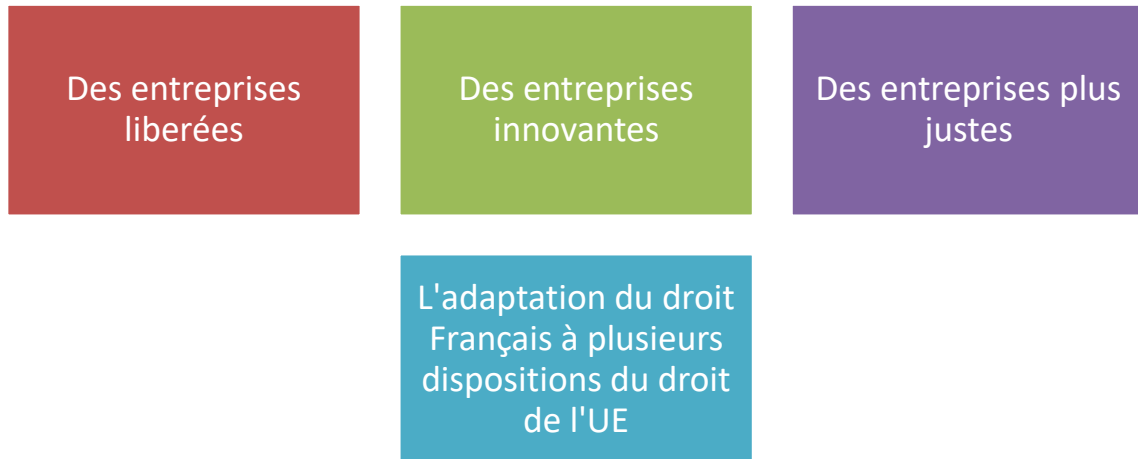 Des entreprises
liberées
Des entreprises
innovantes
Des entreprises plus
justes
L'adaptation du droit
Français à plusieurs
dispositions du droit
de l'UE